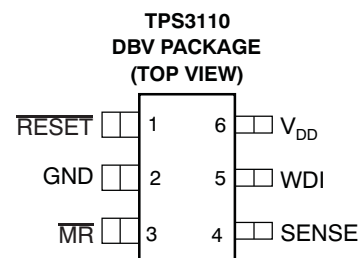 TPS3110
DBV PACKAGE
(TOP VIEW)
RESET 1 6 VDD
GND 2 5 WDI
MR 3 4 SENSE